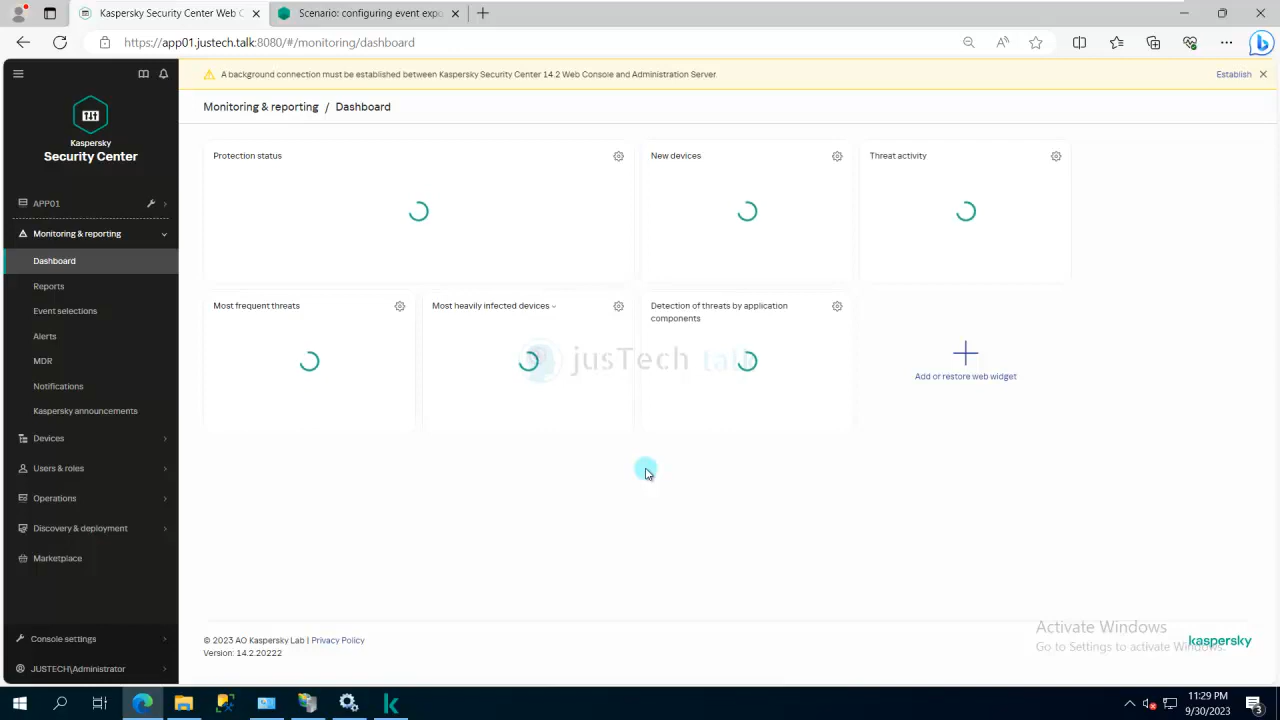 Kaspersky Security Center Web C
Scenario: configuring event expo
https://app01.justech.talk:8080/#/monitoring/dashboard
A background connection must be established between Kaspersky Security Center 14.2 Web Console and Administration Server.
Establish
Kaspersky
Security Center
APP01
Monitoring & reporting
Dashboard
Reports
Event selections
Alerts
MDR
Notifications
Kaspersky announcements
Devices
Users & roles
Operations
Discovery & deployment
Marketplace
Console settings
JUSTECH\Administrator
Monitoring & reporting / Dashboard
Protection status
New devices
Threat activity
Most frequent threats
Most heavily infected devices
Detection of threats by application
components
Add or restore web widget
jusTech talk
© 2023 AO Kaspersky Lab | Privacy Policy
Version: 14.2.20222
Activate Windows
Go to Settings to activate Windows.
kaspersky
11:29 PM
9/30/2023
3